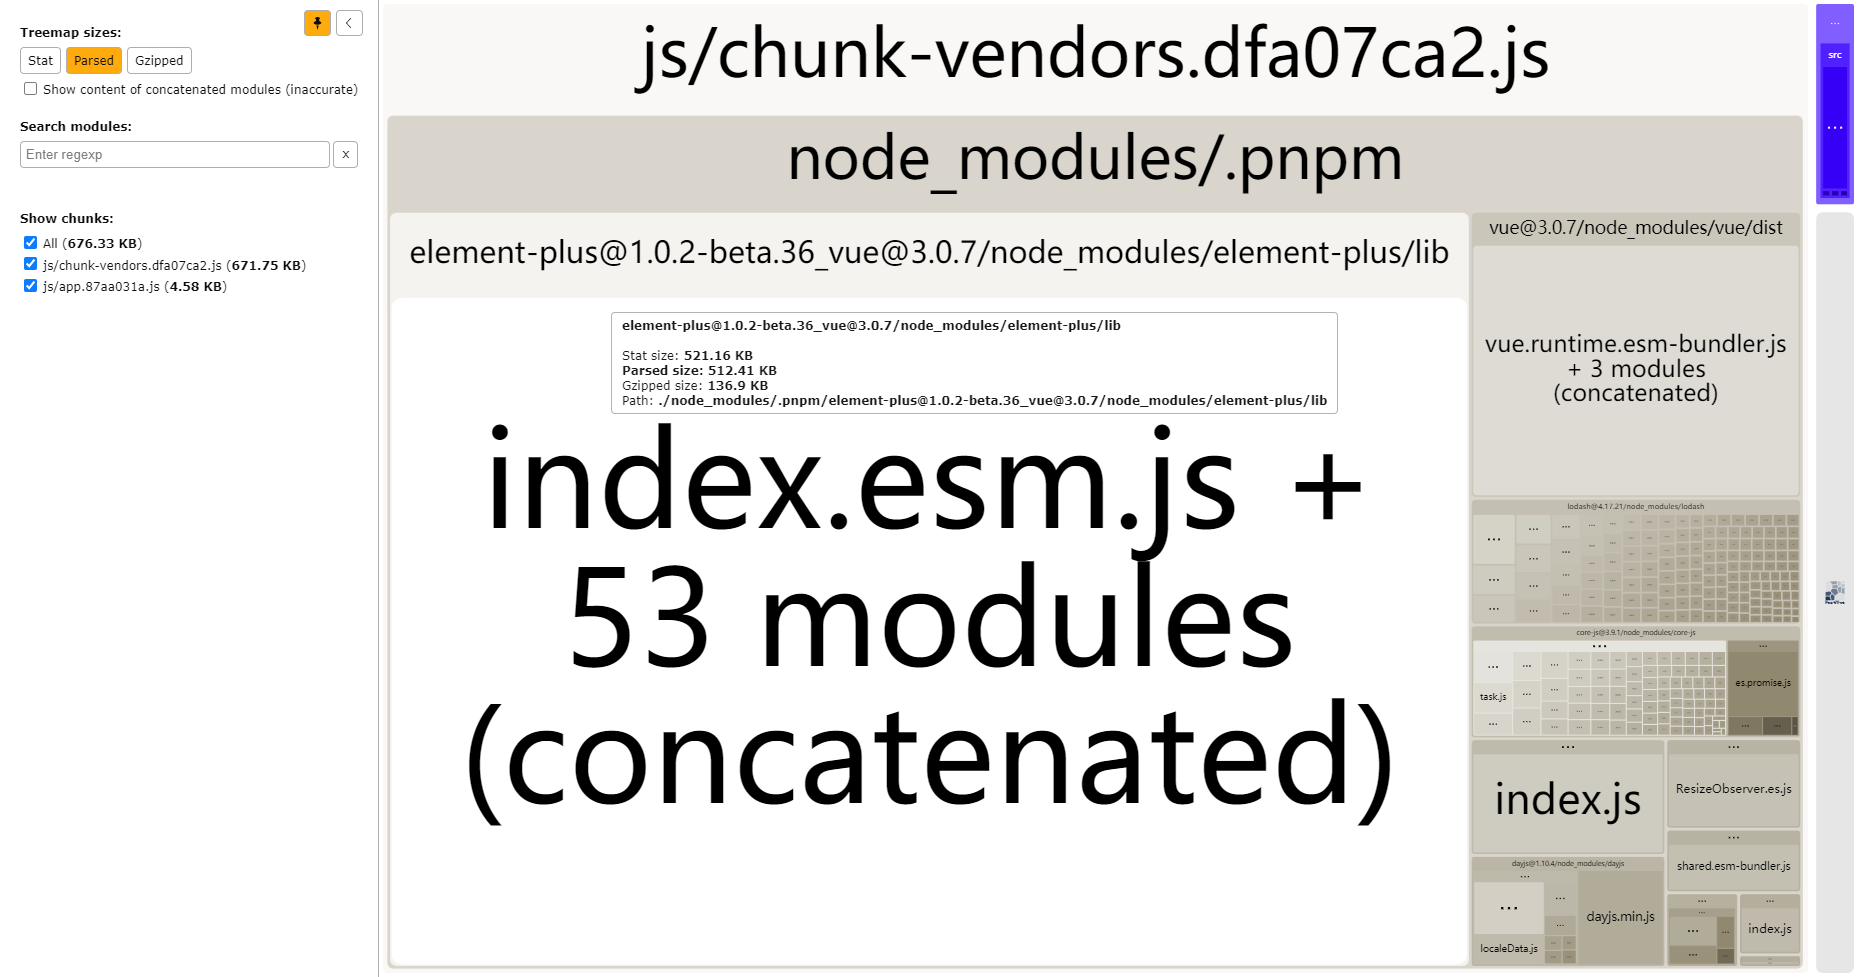 Treemap sizes:
Stat
Parsed
Gzipped
Show content of concatenated modules (inaccurate)
Search modules:
Enter regexp
x
Show chunks:
All (676.33 KB)
js/chunk-vendors.dfa07ca2.js (671.75 KB)
js/app.87aa031a.js (4.58 KB)
js/chunk-vendors.dfa07ca2.js
node_modules/.pnpm
element-plus@1.0.2-beta.36_vue@3.0.7/node_modules/element-plus/lib
element-plus@1.0.2-beta.36_vue@3.0.7/node_modules/element-plus/lib
Stat size: 521.16 KB
Parsed size: 512.41 KB
Gzipped size: 136.9 KB
Path: ./node_modules/.pnpm/element-plus@1.0.2-beta.36_vue@3.0.7/node_modules/element-plus/lib
index.esm.js +
53 modules
(concatenated)
vue@3.0.7/node_modules/vue/dist
vue.runtime.esm-bundler.js
+ 3 modules
(concatenated)
lodash@4.17.21/node_modules/lodash
core-js@3.9.1/node_modules/core-js
task.js
es.promise.js
index.js
ResizeObserver.es.js
shared.esm-bundler.js
dayjs@1.10.4/node_modules/dayjs
dayjs.min.js
localeData.js
index.js
src